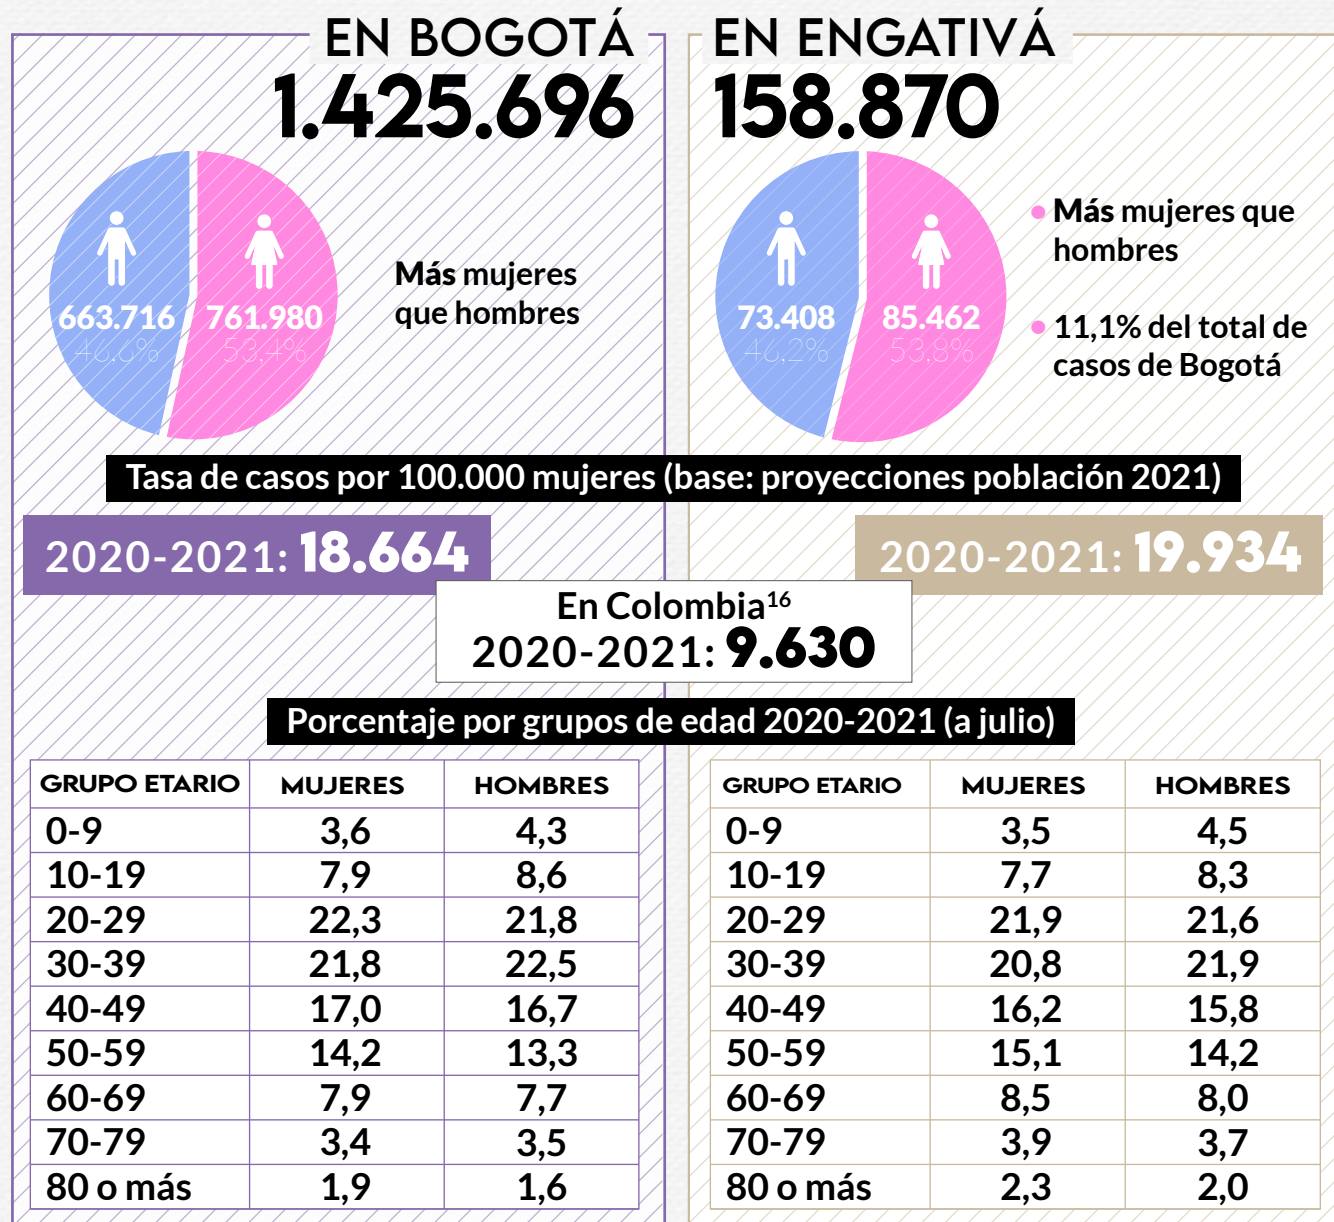 EN BOGOTÁ
1.425.696
663.716
46,6%
761.980
53,4%
Más mujeres
que hombres
EN ENGATIVÁ
158.870
73.408
46,2%
85.462
53,8%
Más mujeres que
hombres
11,1% del total de
casos de Bogotá
Tasa de casos por 100.000 mujeres (base: proyecciones población 2021)
2020-2021: 18.664
2020-2021: 19.934
En Colombia16
2020-2021: 9.630
Porcentaje por grupos de edad 2020-2021 (a julio)
GRUPO ETARIO MUJERES HOMBRES
0-9 3,6 4,3
10-19 7,9 8,6
20-29 22,3 21,8
30-39 21,8 22,5
40-49 17,0 16,7
50-59 14,2 13,3
60-69 7,9 7,7
70-79 3,4 3,5
80 o más 1,9 1,6
GRUPO ETARIO MUJERES HOMBRES
0-9 3,5 4,5
10-19 7,7 8,3
20-29 21,9 21,6
30-39 20,8 21,9
40-49 16,2 15,8
50-59 15,1 14,2
60-69 8,5 8,0
70-79 3,9 3,7
80 o más 2,3 2,0